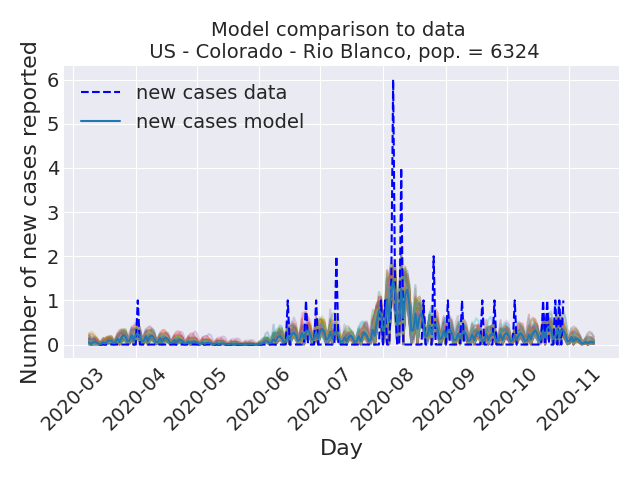 Model comparison to data
US - Colorado - Rio Blanco, pop. = 6324
Number of new cases reported
6
5
4
3
2
1
0
new cases data
new cases model
2020-03
2020-04
2020-05
2020-06
2020-07
2020-08
2020-09
2020-10
2020-11
Day